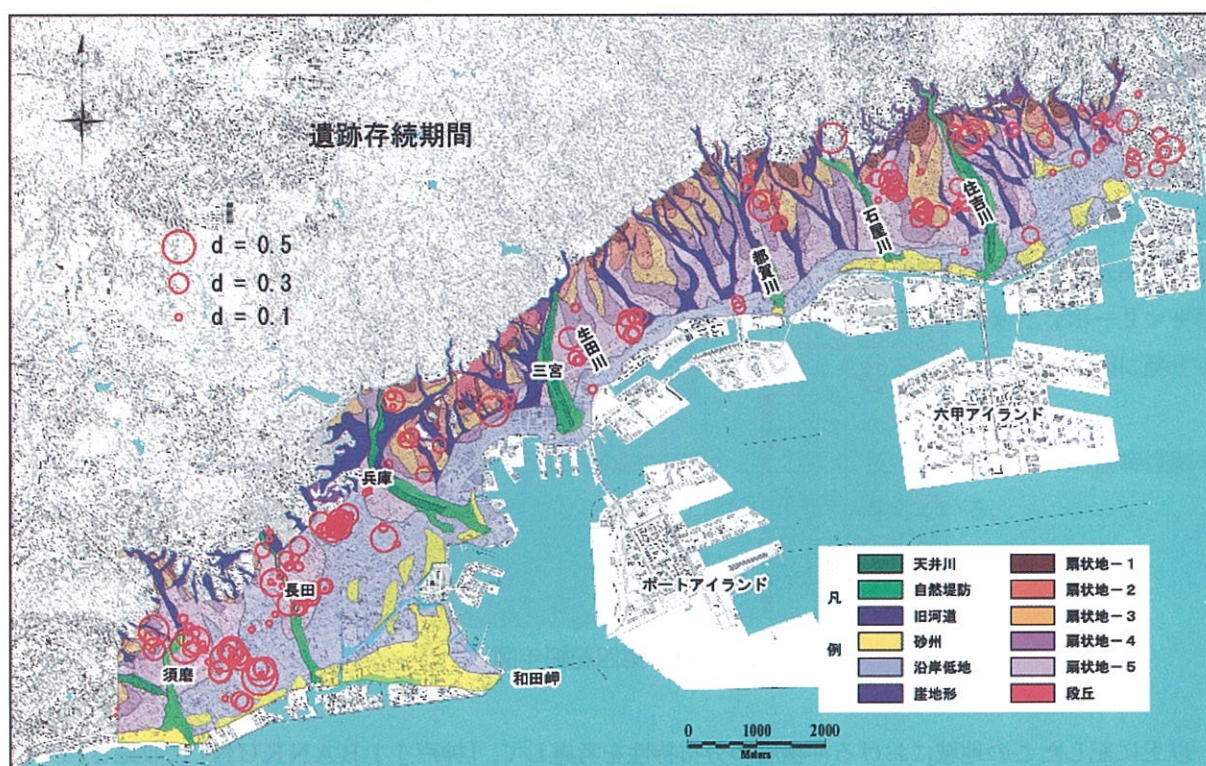 遺跡存続期間
d = 0.5
d = 0.3
d = 0.1
住吉川
石屋川
都賀川
生田川
三宮
兵庫
長田
須磨
和田岬
ポートアイランド
六甲アイランド
凡例
天井川
自然堤防
旧河道
砂州
沿岸低地
崖地形
扇状地－1
扇状地－2
扇状地－3
扇状地－4
扇状地－5
段丘
0 1000 2000
Meters